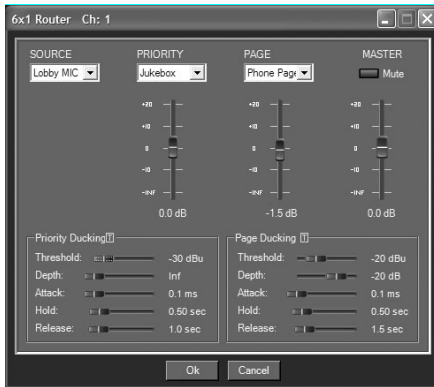 6x1 Router Ch: 1
SOURCE PRIORITY PAGE MASTER
Lobby MIC Jukebox Phone Page Mute
+20 +20 +20
+10 +10 +10
0 0 0
-10 -10 -10
-INF -INF -INF
0.0 dB -1.5 dB 0.0 dB
Priority Ducking T
Threshold: -30 dBu
Depth: Inf
Attack: 0.1 ms
Hold: 0.50 sec
Release: 1.0 sec
Page Ducking T
Threshold: -20 dBu
Depth: -20 dB
Attack: 0.1 ms
Hold: 0.50 sec
Release: 1.5 sec
Ok Cancel